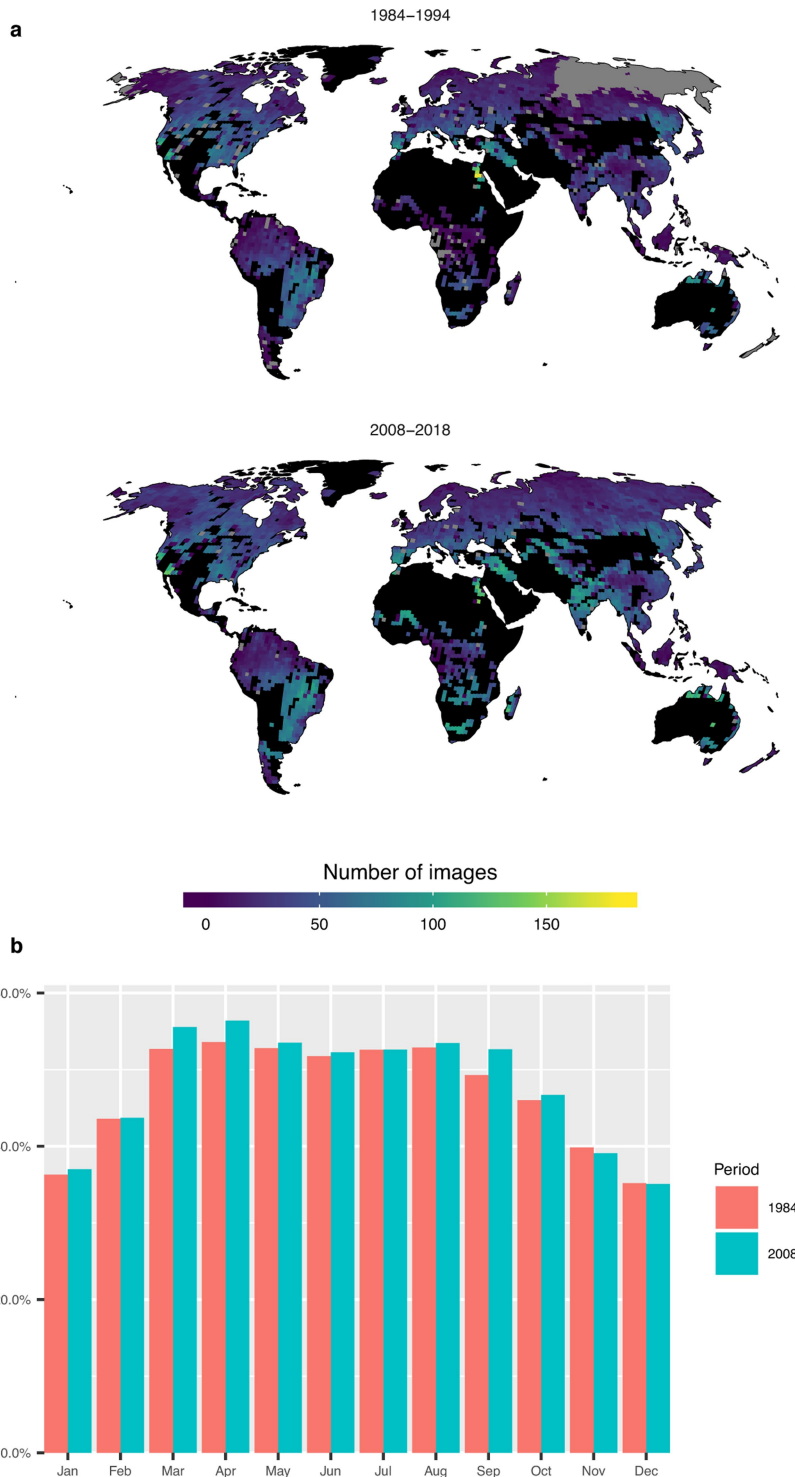 a
1984–1994
2008–2018
Number of images
0 50 100 150
b
0.0%
0.0%
0.0%
0.0%
Period
1984
2008
Jan Feb Mar Apr May Jun Jul Aug Sep Oct Nov Dec